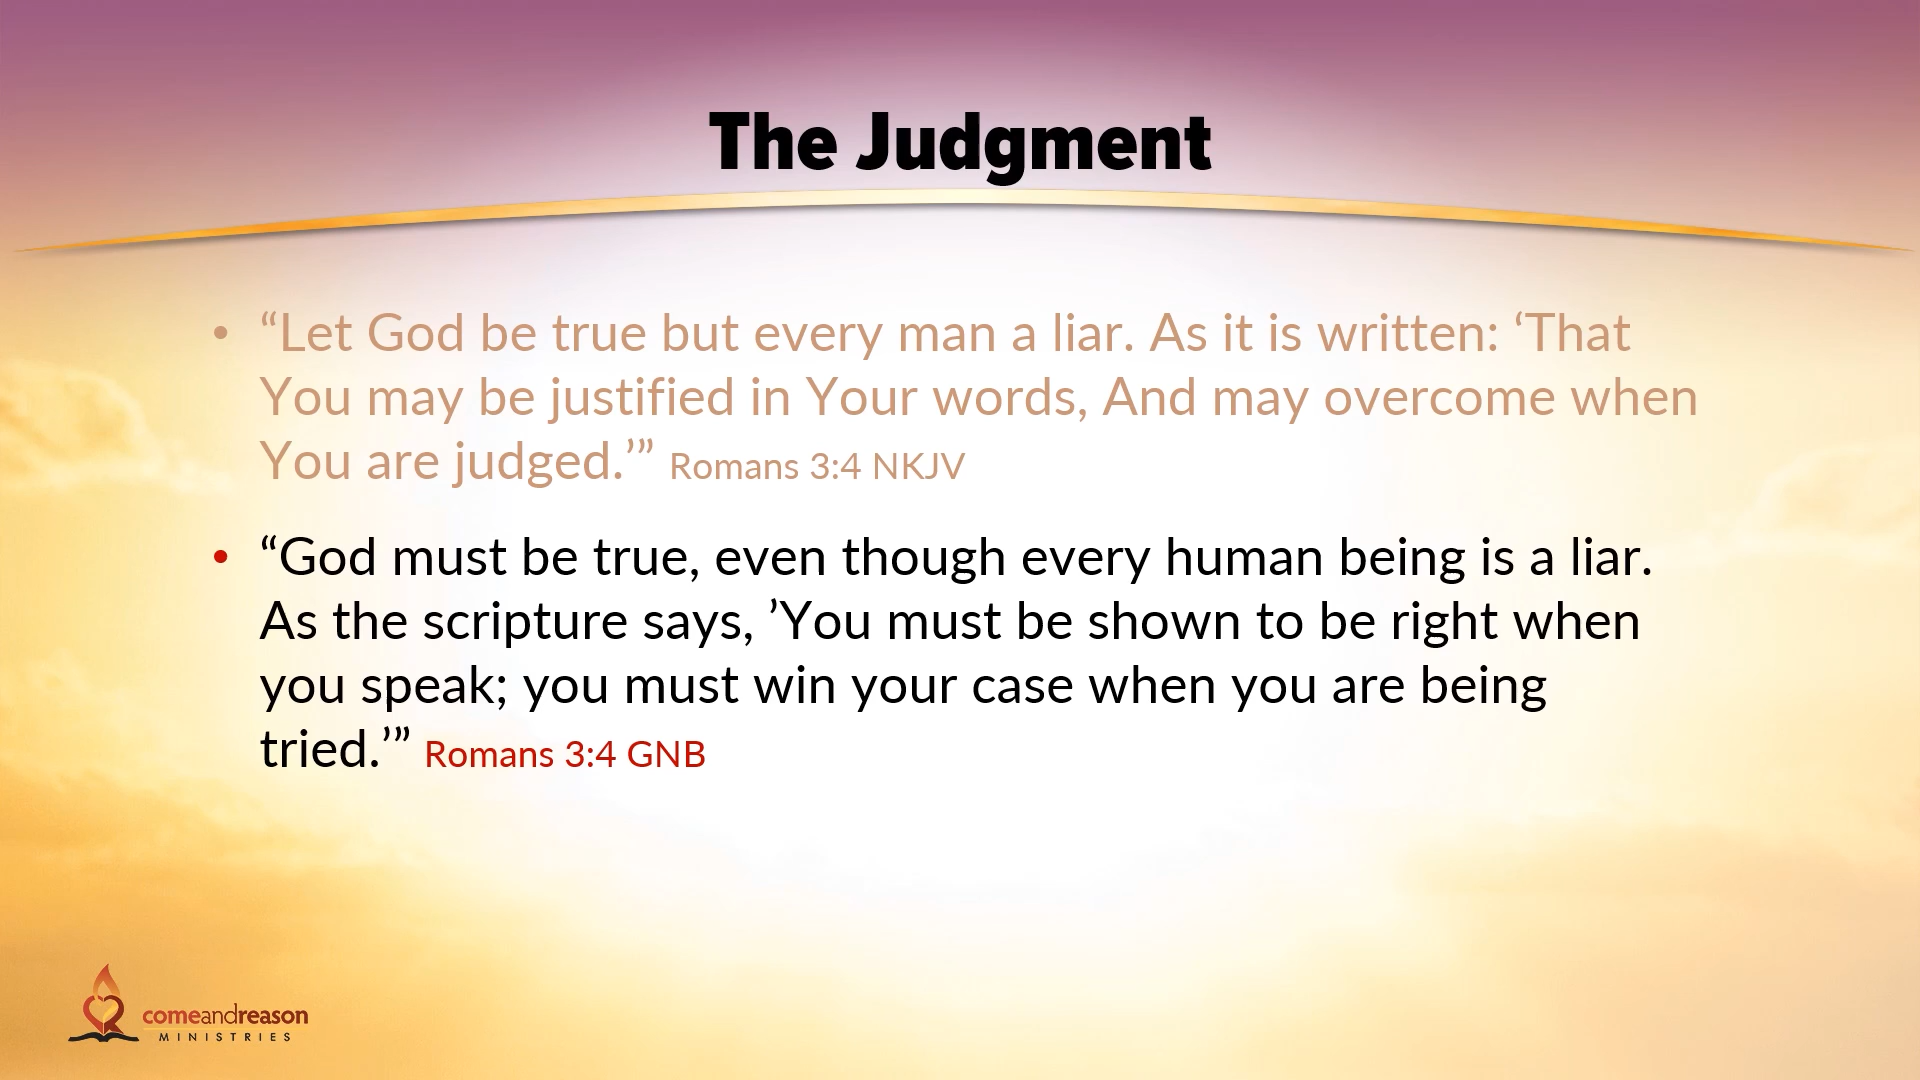 The Judgment
• “Let God be true but every man a liar. As it is written: ‘That
You may be justified in Your words, And may overcome when
You are judged.’” Romans 3:4 NKJV
• “God must be true, even though every human being is a liar.
As the scripture says, ’You must be shown to be right when
you speak; you must win your case when you are being
tried.’” Romans 3:4 GNB
comeandreason
MINISTRIES